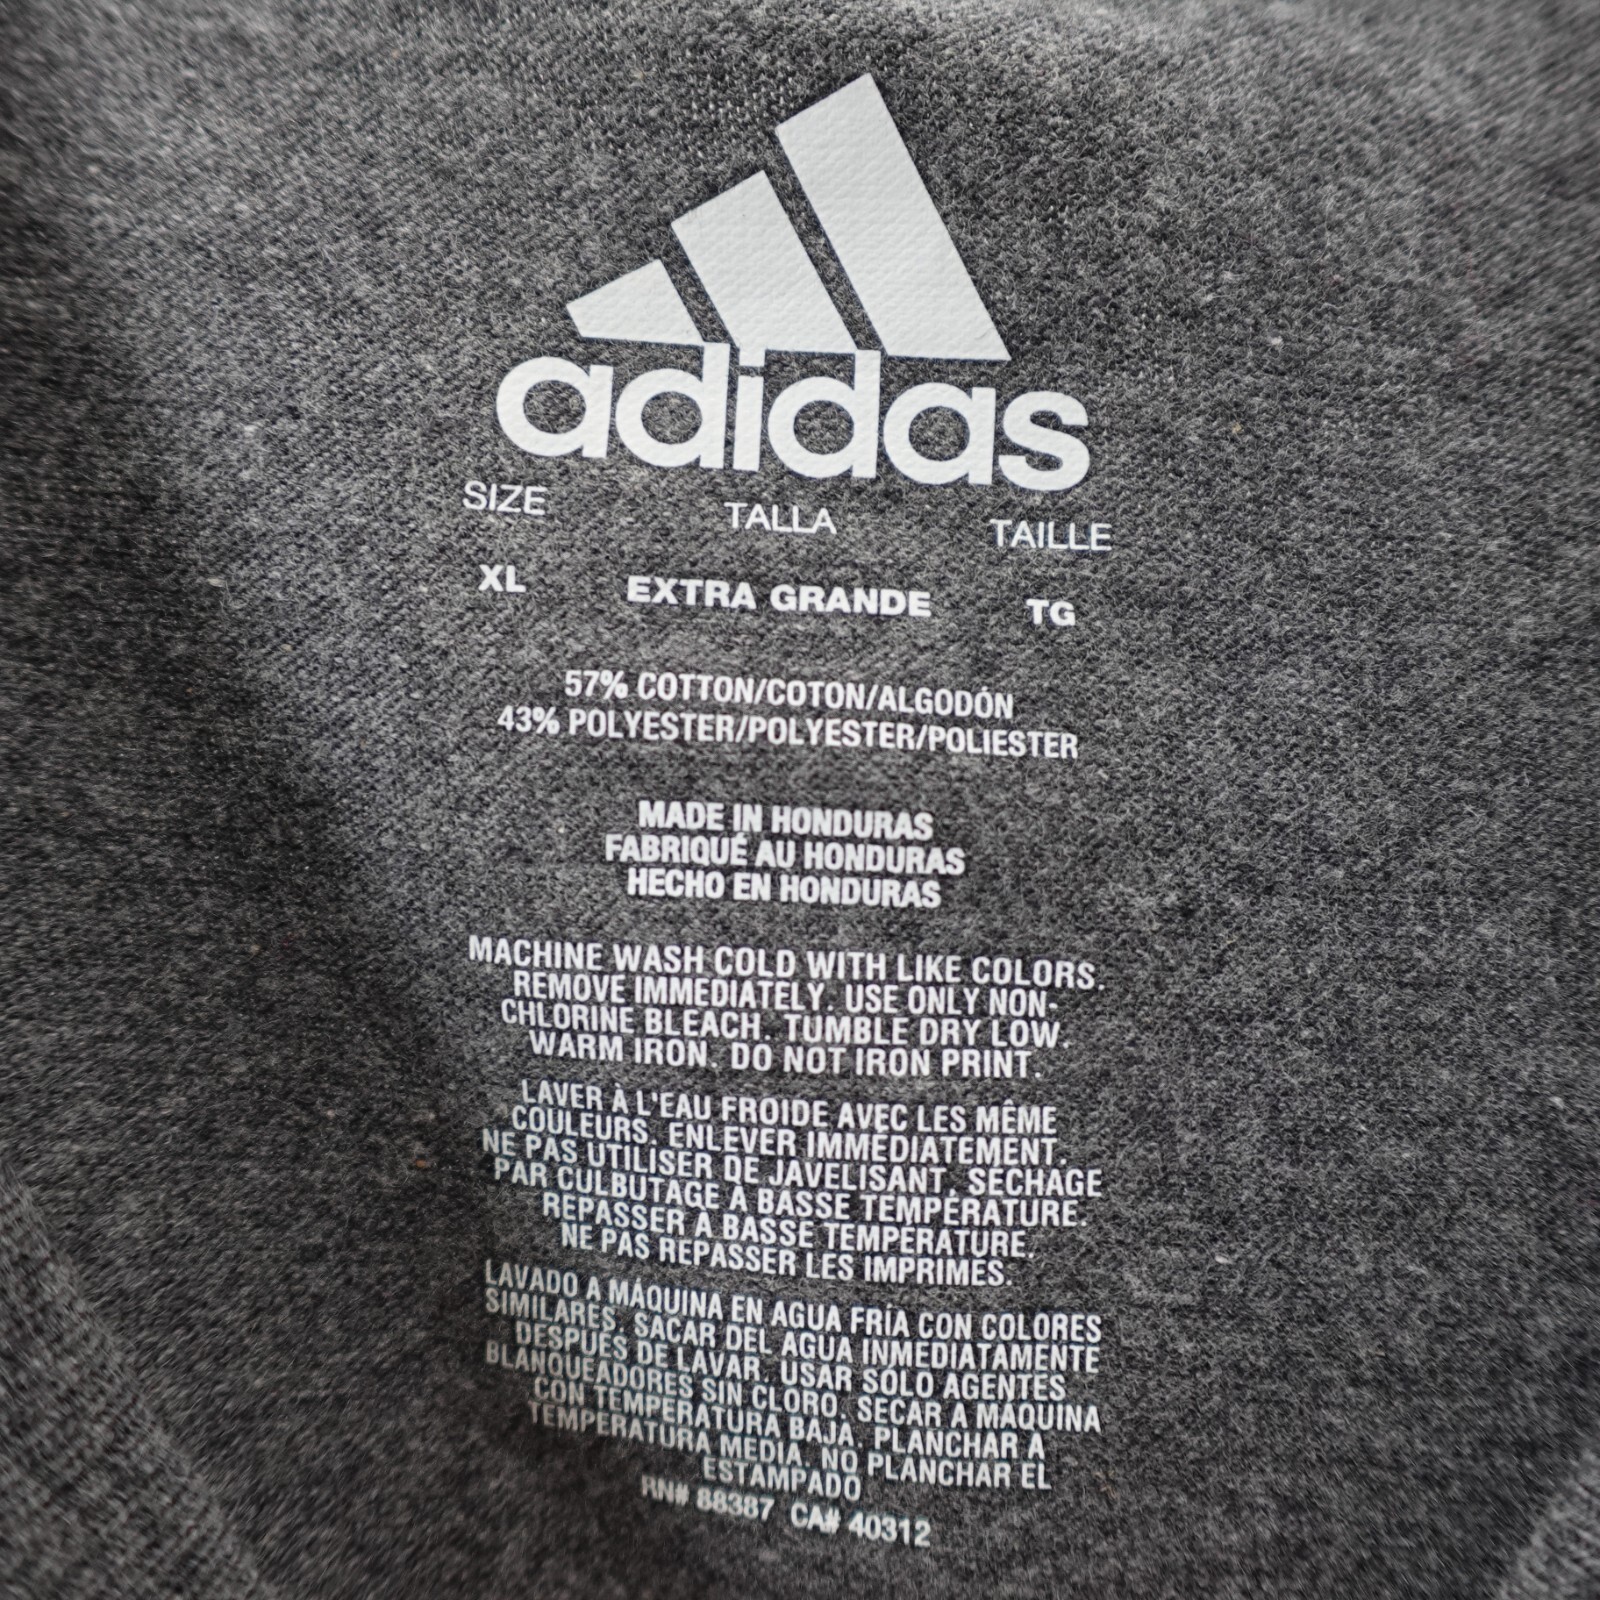 adidas
SIZE TALLA TAILLE
XL EXTRA GRANDE TG
57% COTTON/COTON/ALGODÓN
43% POLYESTER/POLYESTER/POLIESTER
MADE IN HONDURAS
FABRIQUÉ AU HONDURAS
HECHO EN HONDURAS
MACHINE WASH COLD WITH LIKE COLORS.
REMOVE IMMEDIATELY. USE ONLY NON-
CHLORINE BLEACH. TUMBLE DRY LOW.
WARM IRON. DO NOT IRON PRINT.
LAVER À L'EAU FROIDE AVEC LES MÊME
COULEURS. ENLEVER IMMÉDIATEMENT.
NE PAS UTILISER DE JAVELISANT. SÉCHAGE
PAR CULBUTAGE À BASSE TEMPÉRATURE.
REPASSER À BASSE TEMPÉRATURE.
NE PAS REPASSER LES IMPRIMÉS.
LAVADO A MÁQUINA EN AGUA FRÍA CON COLORES
SIMILARES. SACAR DEL AGUA INMEDIATAMENTE
DESPUÉS DE LAVAR. USAR SÓLO AGENTES
BLANQUEADORES SIN CLORO. SECAR A MÁQUINA
CON TEMPERATURA BAJA. PLANCHAR A
TEMPERATURA MEDIA. NO PLANCHAR EL
ESTAMPADO
RN# 88387 CA# 40312